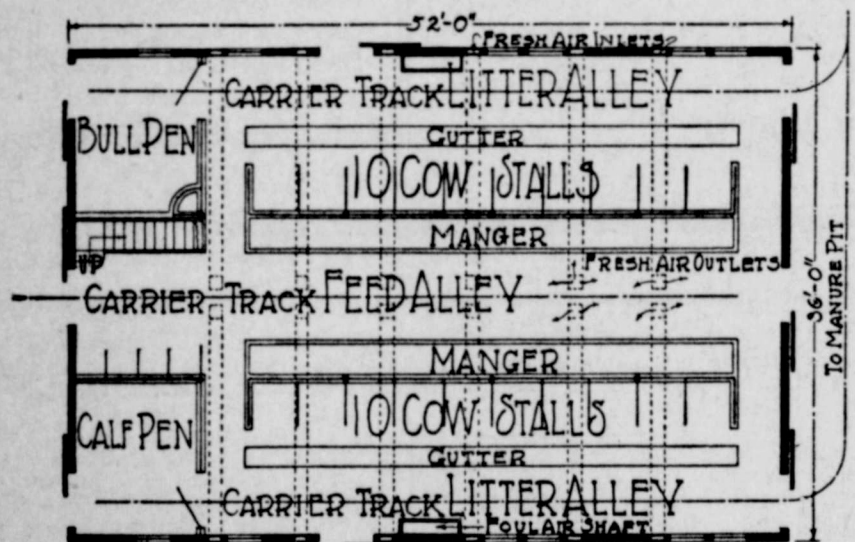 52'-0"
FRESH AIR INLETS
CARRIER TRACK LITTER ALLEY
BULL PEN
GUTTER
10 COW STALLS
MANGER
UP
FRESH AIR OUTLETS
CARRIER TRACK FEED ALLEY
36'-0"
TO MANURE PIT
MANGER
10 COW STALLS
CALF PEN
GUTTER
CARRIER TRACK LITTER ALLEY
FOUL AIR SHAFT